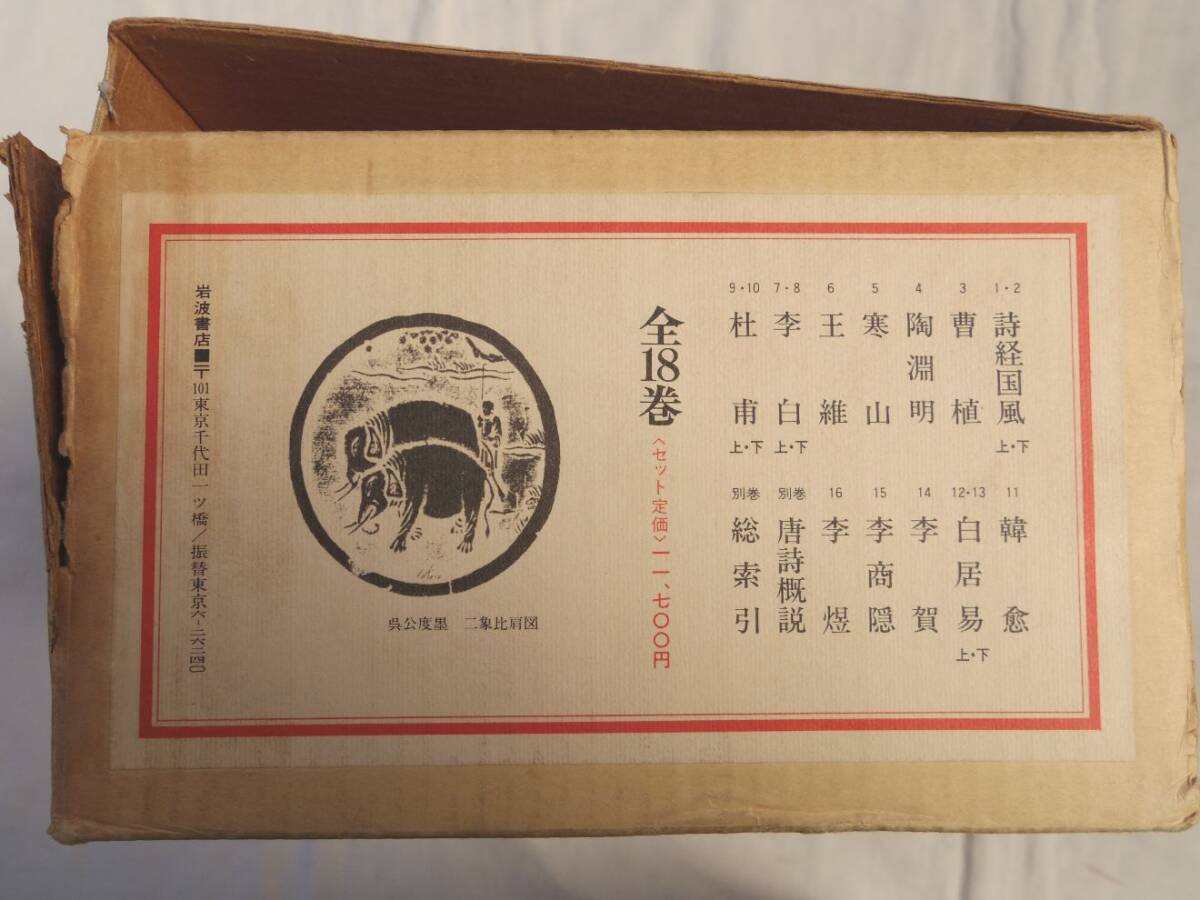 1・2 詩経国風 上・下
3 曹植
4 陶淵明
5 寒山
6 王維
7・8 李白 上・下
9・10 杜甫 上・下
11 韓愈
12・13 白居易 上・下
14 李賀
15 李商隠
16 李煜
別巻 唐詩概説
別巻 総索引
全18巻 〈セット定価〉一一、七〇〇円
呉公度墨 二象比肩図
岩波書店■〒101東京千代田一ッ橋/振替東京六-二六二四〇